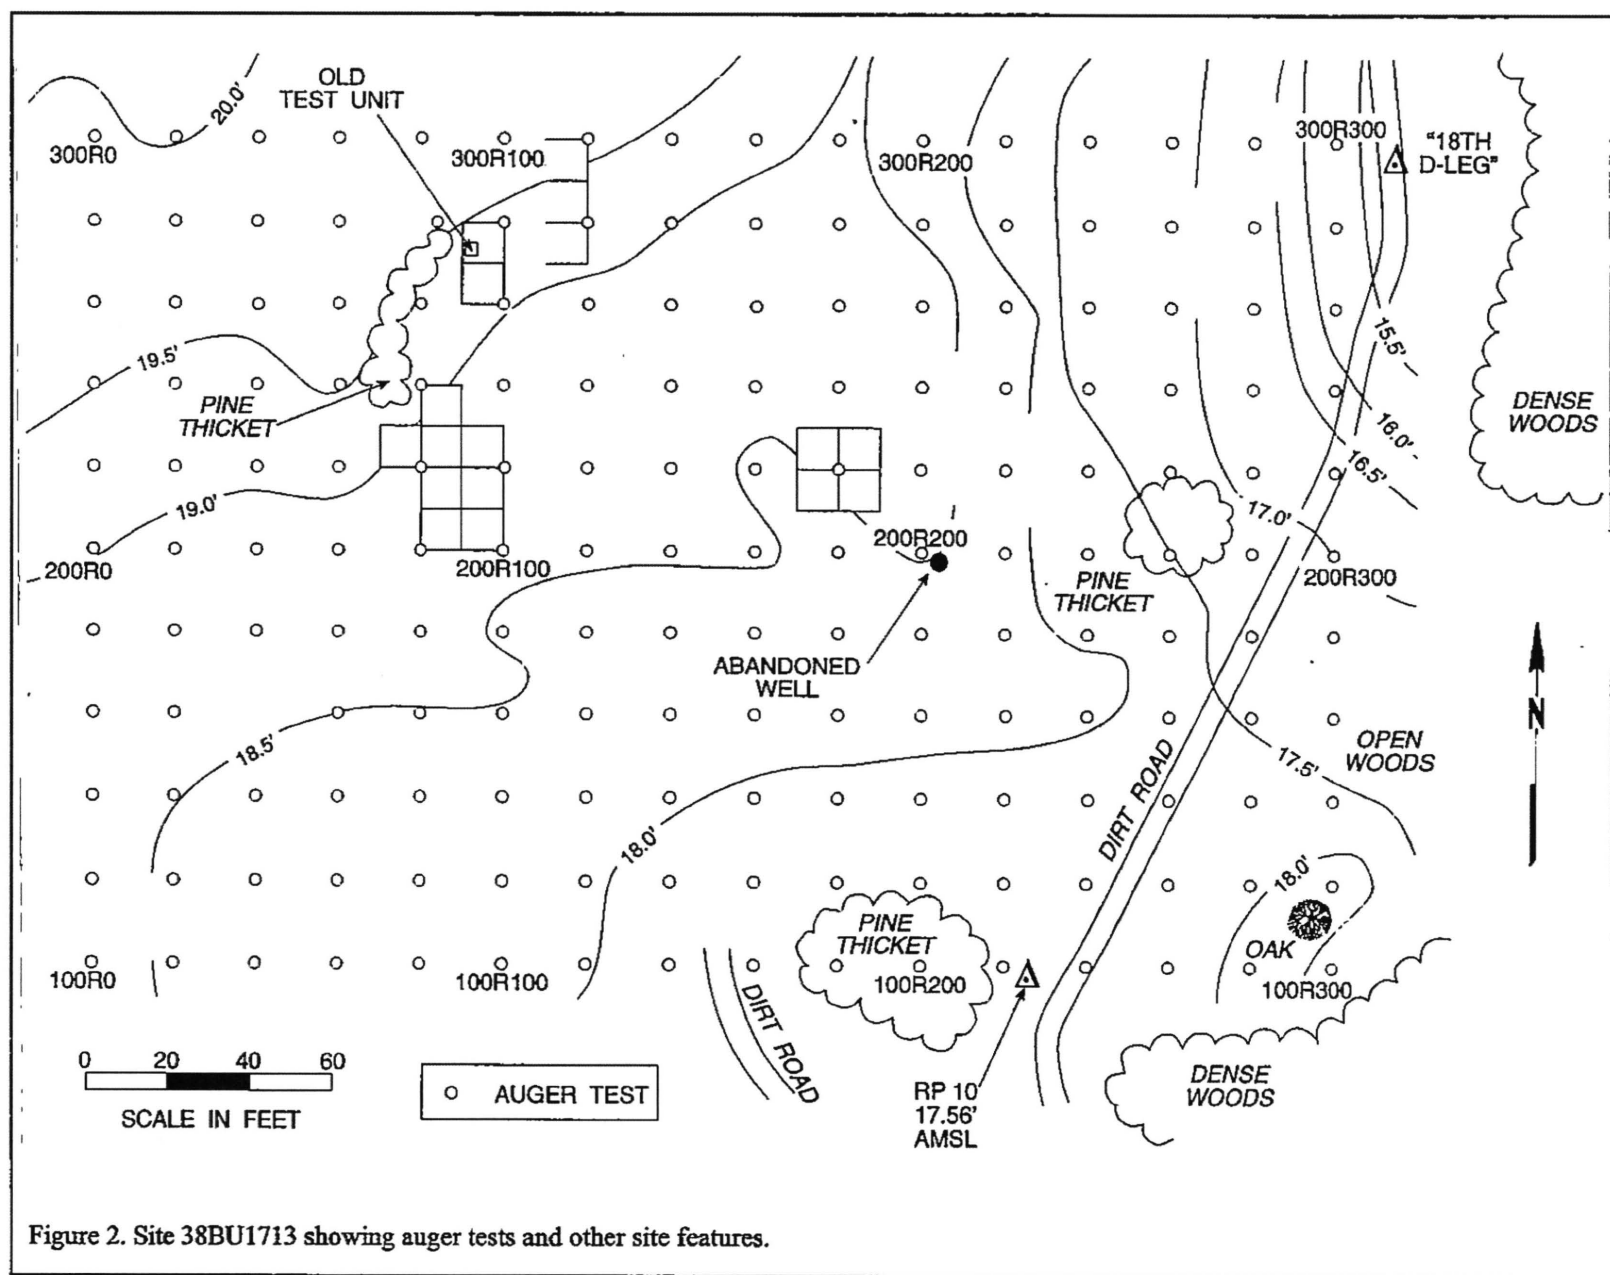 20.0'
OLD
TEST UNIT
300R0
300R100
300R200
300R300
"18TH
D-LEG"
19.5'
PINE
THICKET
15.5'
DENSE
WOODS
16.0'
16.5'
19.0'
17.0'
200R0
200R100
200R200
200R300
PINE
THICKET
ABANDONED
WELL
N
18.5'
DIRT ROAD
OPEN
WOODS
17.5'
18.0'
18.0'
PINE
THICKET
OAK
100R0
100R100
100R200
100R300
DIRT ROAD
0 20 40 60
SCALE IN FEET
AUGER TEST
RP 10
17.56'
AMSL
DENSE
WOODS
Figure 2. Site 38BU1713 showing auger tests and other site features.